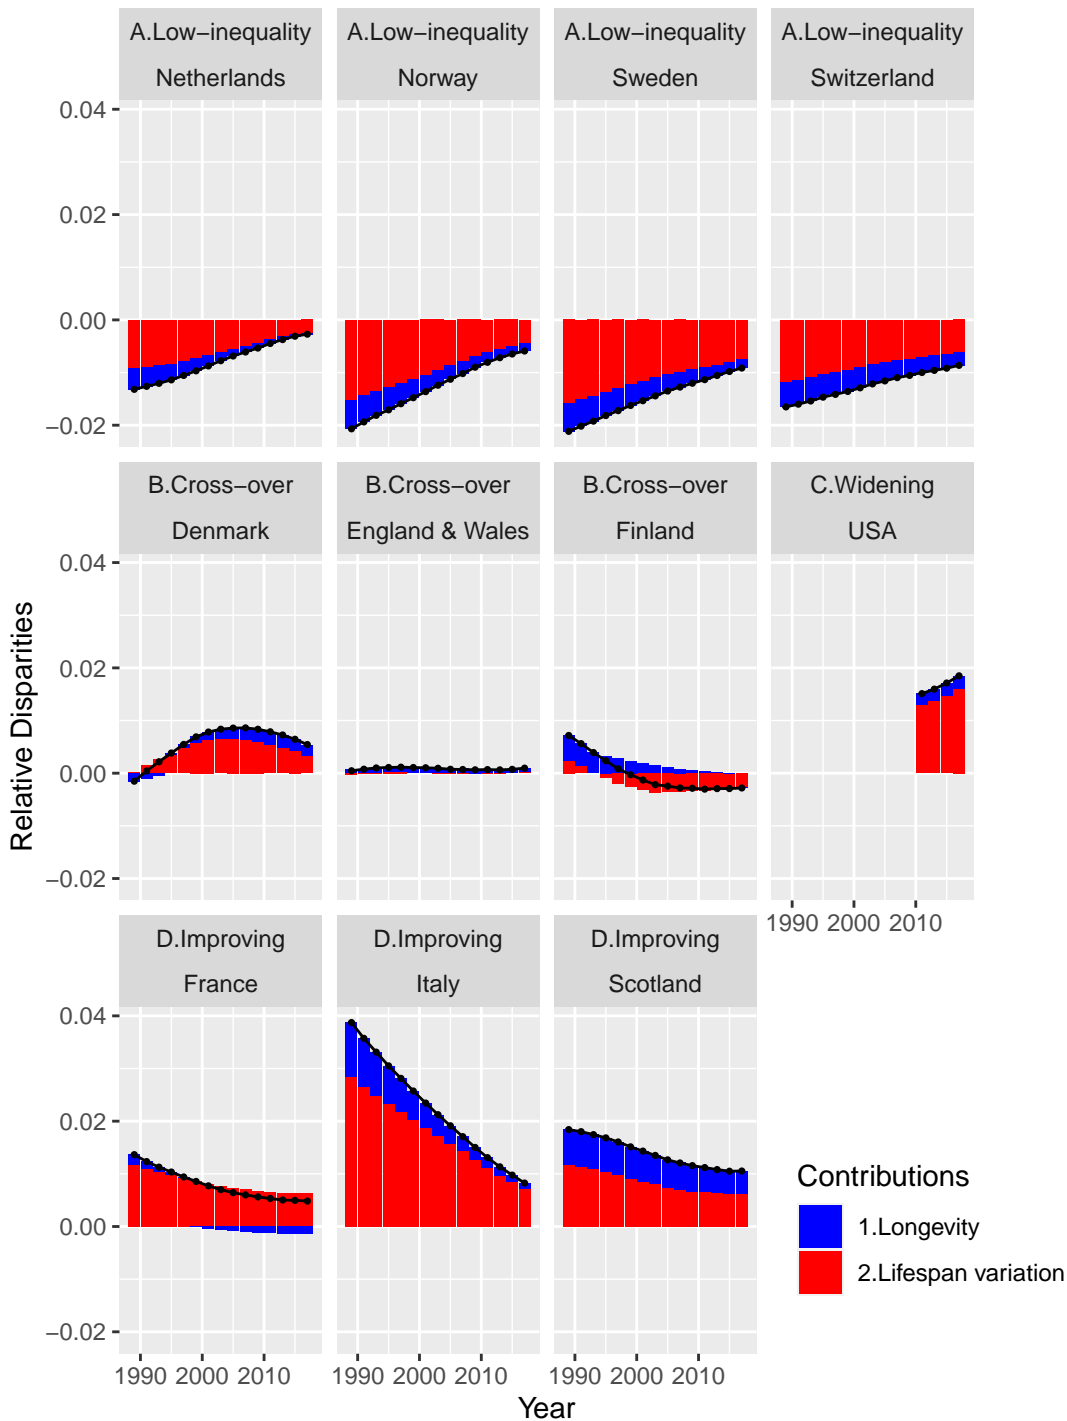 A.Low−inequality A.Low−inequality A.Low−inequality A.Low−inequality
Netherlands Norway Sweden Switzerland
0.04
0.02
0.00
−0.02
B.Cross−over B.Cross−over B.Cross−over C.Widening
Denmark England & Wales Finland USA
0.04
0.02
0.00
−0.02
1990 2000 2010
D.Improving D.Improving D.Improving
France Italy Scotland
0.04
0.02
0.00
−0.02
1990 2000 2010 1990 2000 2010 1990 2000 2010
Year
Relative Disparities
Contributions
1.Longevity
2.Lifespan variation